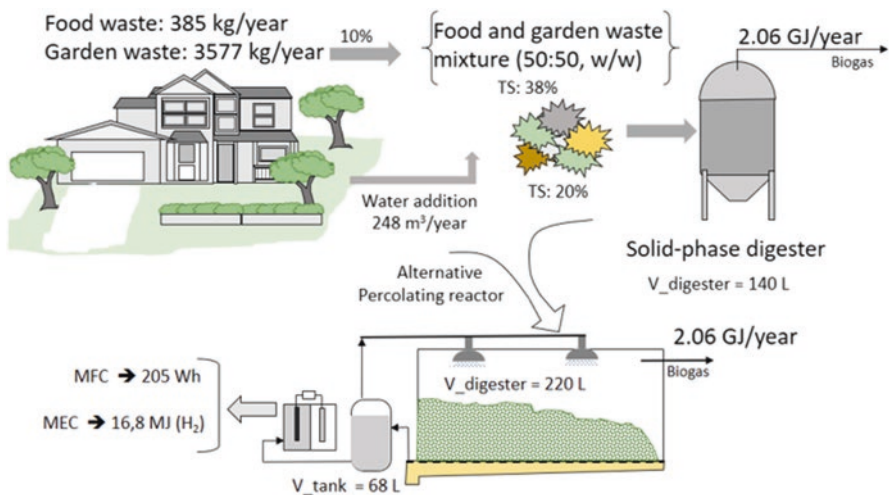 Food waste: 385 kg/year
Garden waste: 3577 kg/year
10%
Food and garden waste
mixture (50:50, w/w)
TS: 38%
2.06 GJ/year
Biogas
TS: 20%
Water addition
248 m³/year
Solid-phase digester
V_digester = 140 L
Alternative
Percolating reactor
2.06 GJ/year
Biogas
V_digester = 220 L
MFC ➔ 205 Wh
MEC ➔ 16,8 MJ (H₂)
V_tank = 68 L